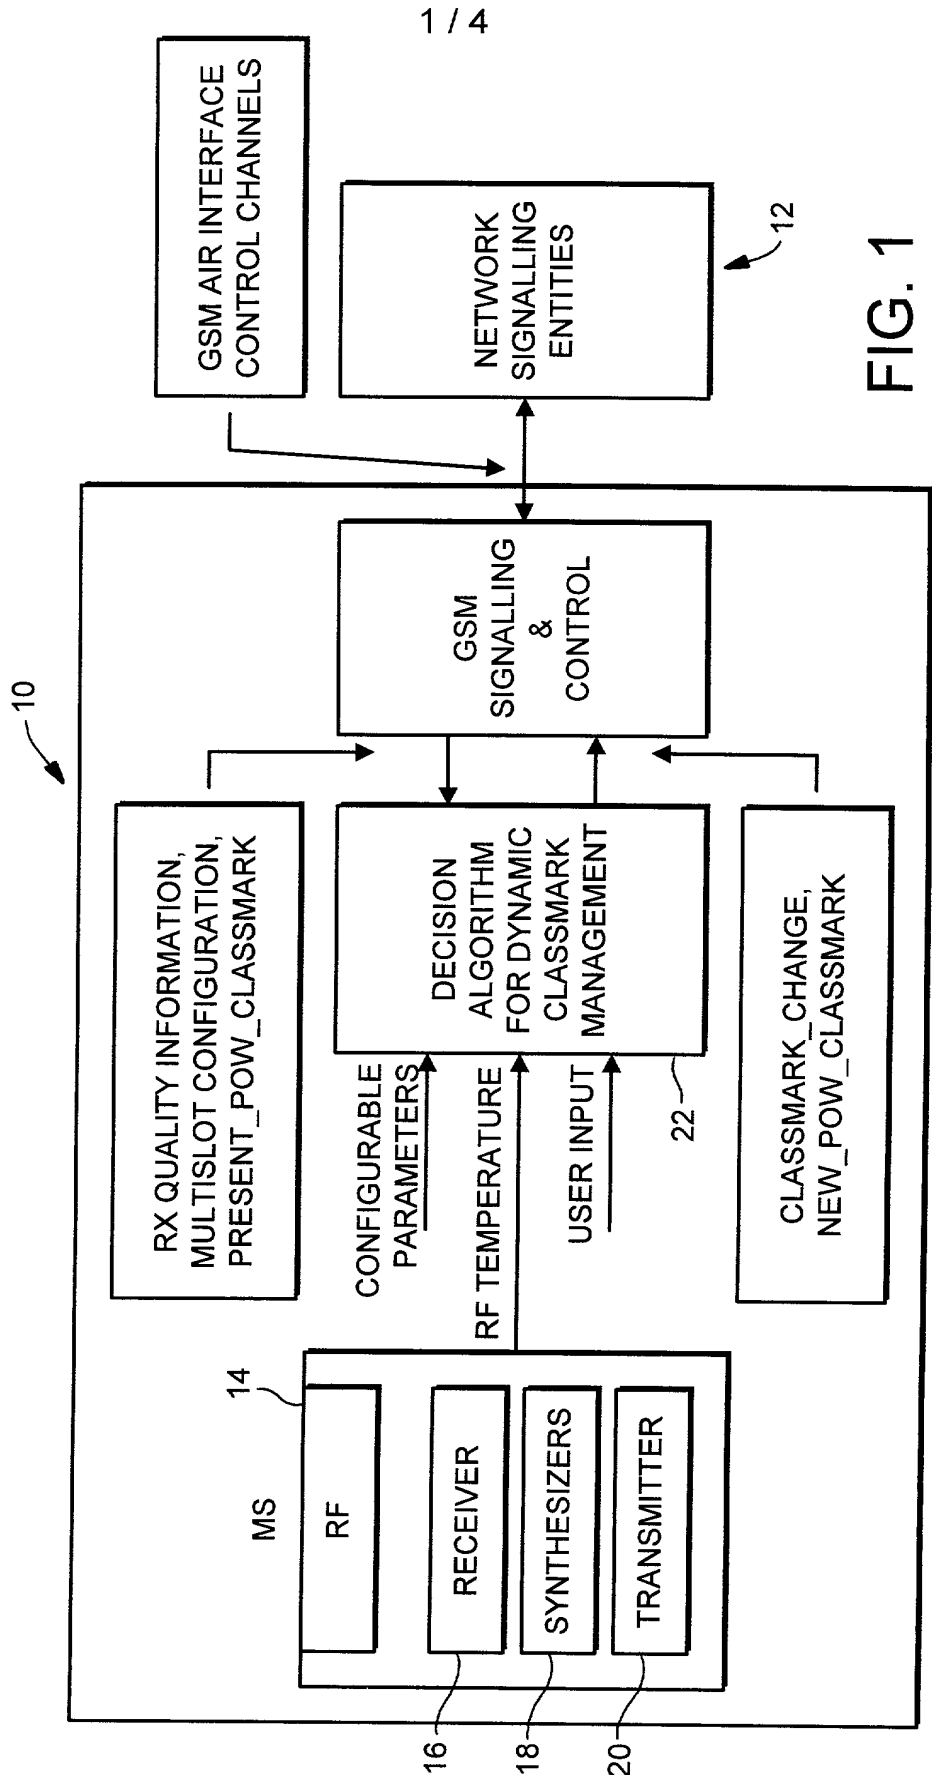 1 / 4
GSM AIR INTERFACE
CONTROL CHANNELS
NETWORK
SIGNALLING
ENTITIES
12
FIG. 1
10
GSM
SIGNALLING
&
CONTROL
RX QUALITY INFORMATION,
MULTISLOT CONFIGURATION,
PRESENT_POW_CLASSMARK
DECISION
ALGORITHM
FOR DYNAMIC
CLASSMARK
MANAGEMENT
22
CLASSMARK_CHANGE,
NEW_POW_CLASSMARK
CONFIGURABLE
PARAMETERS
RF TEMPERATURE
USER INPUT
MS
14
RF
RECEIVER
SYNTHESIZERS
TRANSMITTER
16
18
20